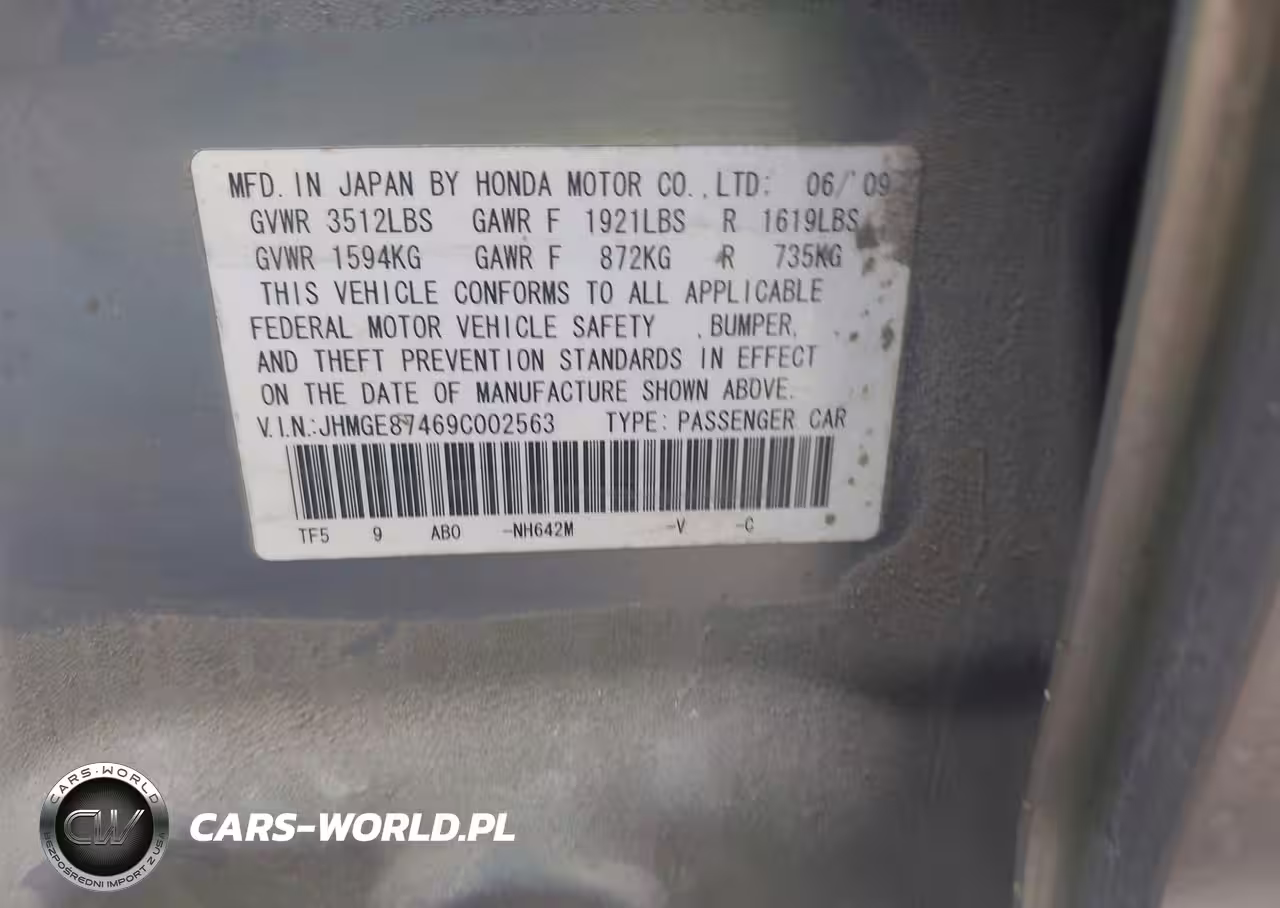 MFD. IN JAPAN BY HONDA MOTOR CO.,LTD: 06/'09
GVWR 3512LBS GAWR F 1921LBS R 1619LBS
GVWR 1594KG GAWR F 872KG R 735KG
THIS VEHICLE CONFORMS TO ALL APPLICABLE
FEDERAL MOTOR VEHICLE SAFETY ,BUMPER,
AND THEFT PREVENTION STANDARDS IN EFFECT
ON THE DATE OF MANUFACTURE SHOWN ABOVE.
V.I.N.:JHMGE87469C002563 TYPE:PASSENGER CAR
TF5 9 AB0 -NH642M -V -C
CARS-WORLD
CW
BEZPOŚREDNI IMPORT Z USA
CARS-WORLD.PL